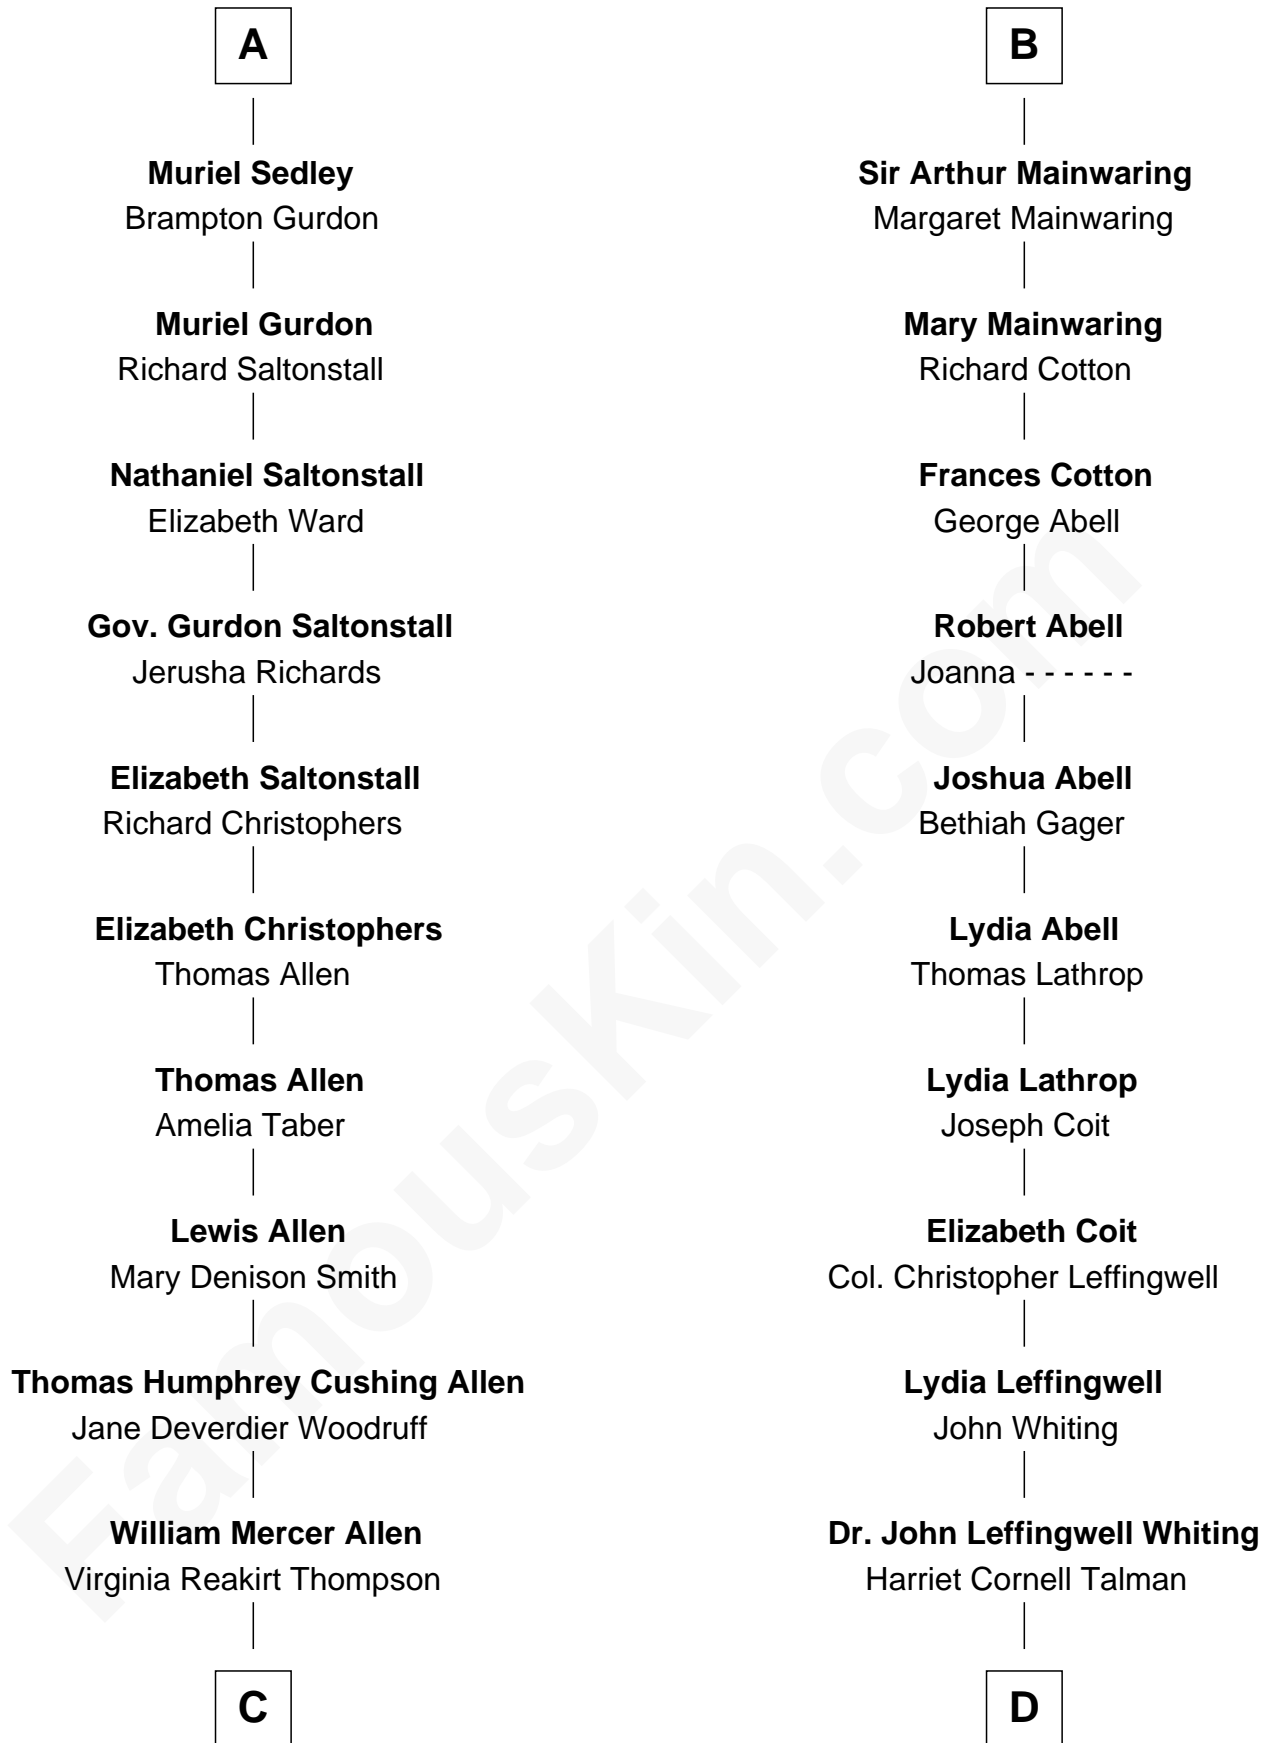 A
Muriel Sedley
Brampton Gurdon
Muriel Gurdon
Richard Saltonstall
Nathaniel Saltonstall
Elizabeth Ward
Gov. Gurdon Saltonstall
Jerusha Richards
Elizabeth Saltonstall
Richard Christophers
Elizabeth Christophers
Thomas Allen
Thomas Allen
Amelia Taber
Lewis Allen
Mary Denison Smith
Thomas Humphrey Cushing Allen
Jane Deverdier Woodruff
William Mercer Allen
Virginia Reakirt Thompson
C
B
Sir Arthur Mainwaring
Margaret Mainwaring
Mary Mainwaring
Richard Cotton
Frances Cotton
George Abell
Robert Abell
Joanna - - - - - -
Joshua Abell
Bethiah Gager
Lydia Abell
Thomas Lathrop
Lydia Lathrop
Joseph Coit
Elizabeth Coit
Col. Christopher Leffingwell
Lydia Leffingwell
John Whiting
Dr. John Leffingwell Whiting
Harriet Cornell Talman
D
FamousKin.com